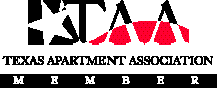 TAA
TEXAS APARTMENT ASSOCIATION
MEMBER